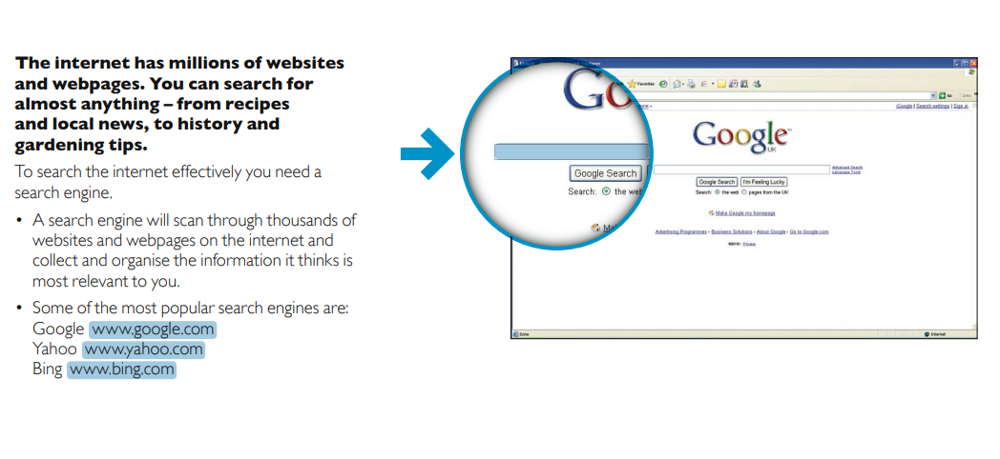 The internet has millions of websites
and webpages. You can search for
almost anything – from recipes
and local news, to history and
gardening tips.
To search the internet effectively you need a
search engine.
• A search engine will scan through thousands of
websites and webpages on the internet and
collect and organise the information it thinks is
most relevant to you.
• Some of the most popular search engines are:
Google www.google.com
Yahoo www.yahoo.com
Bing www.bing.com
Go
Google Search
Search: the web
Favorites
Go
iGoogle | Search settings | Sign in
Google™
UK
Advanced Search
Language Tools
Google Search I'm Feeling Lucky
Search: the web pages from the UK
Make Google my homepage
Advertising Programmes - Business Solutions - About Google - Go to Google.com
©2010 - Privacy
Done
Internet